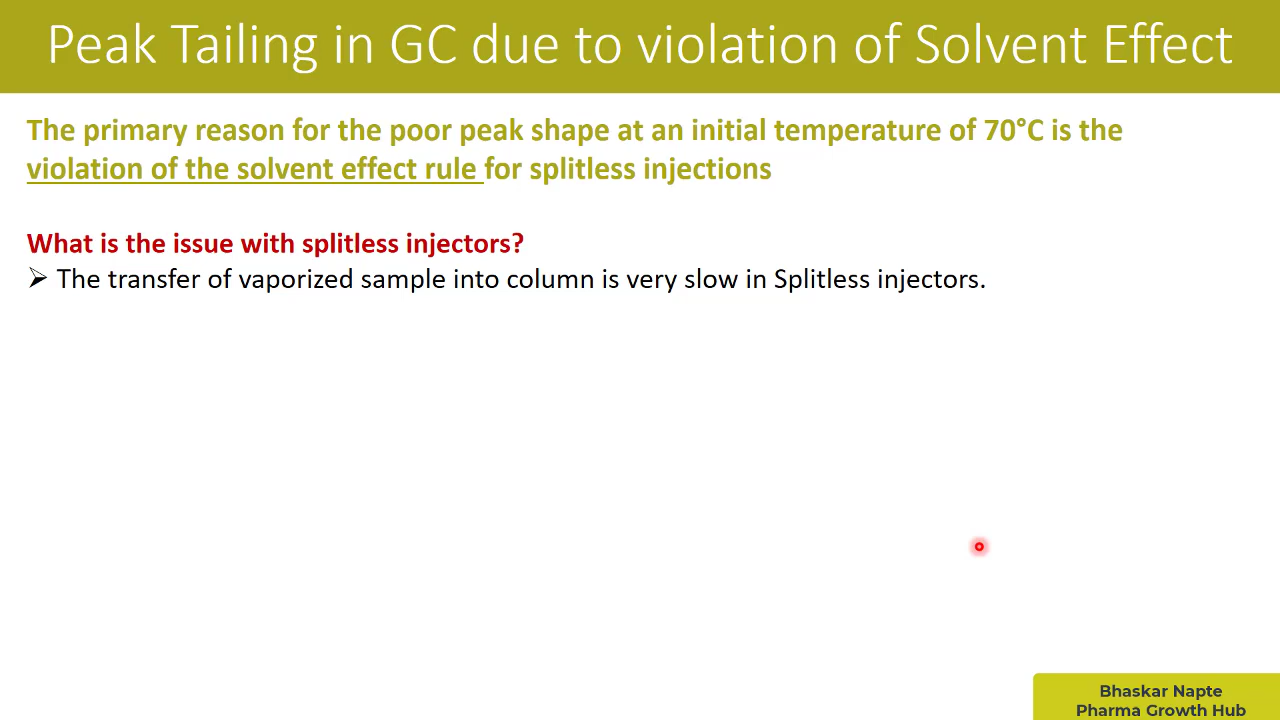 Peak Tailing in GC due to violation of Solvent Effect
The primary reason for the poor peak shape at an initial temperature of 70°C is the
violation of the solvent effect rule for splitless injections
What is the issue with splitless injectors?
➢ The transfer of vaporized sample into column is very slow in Splitless injectors.
Bhaskar Napte
Pharma Growth Hub